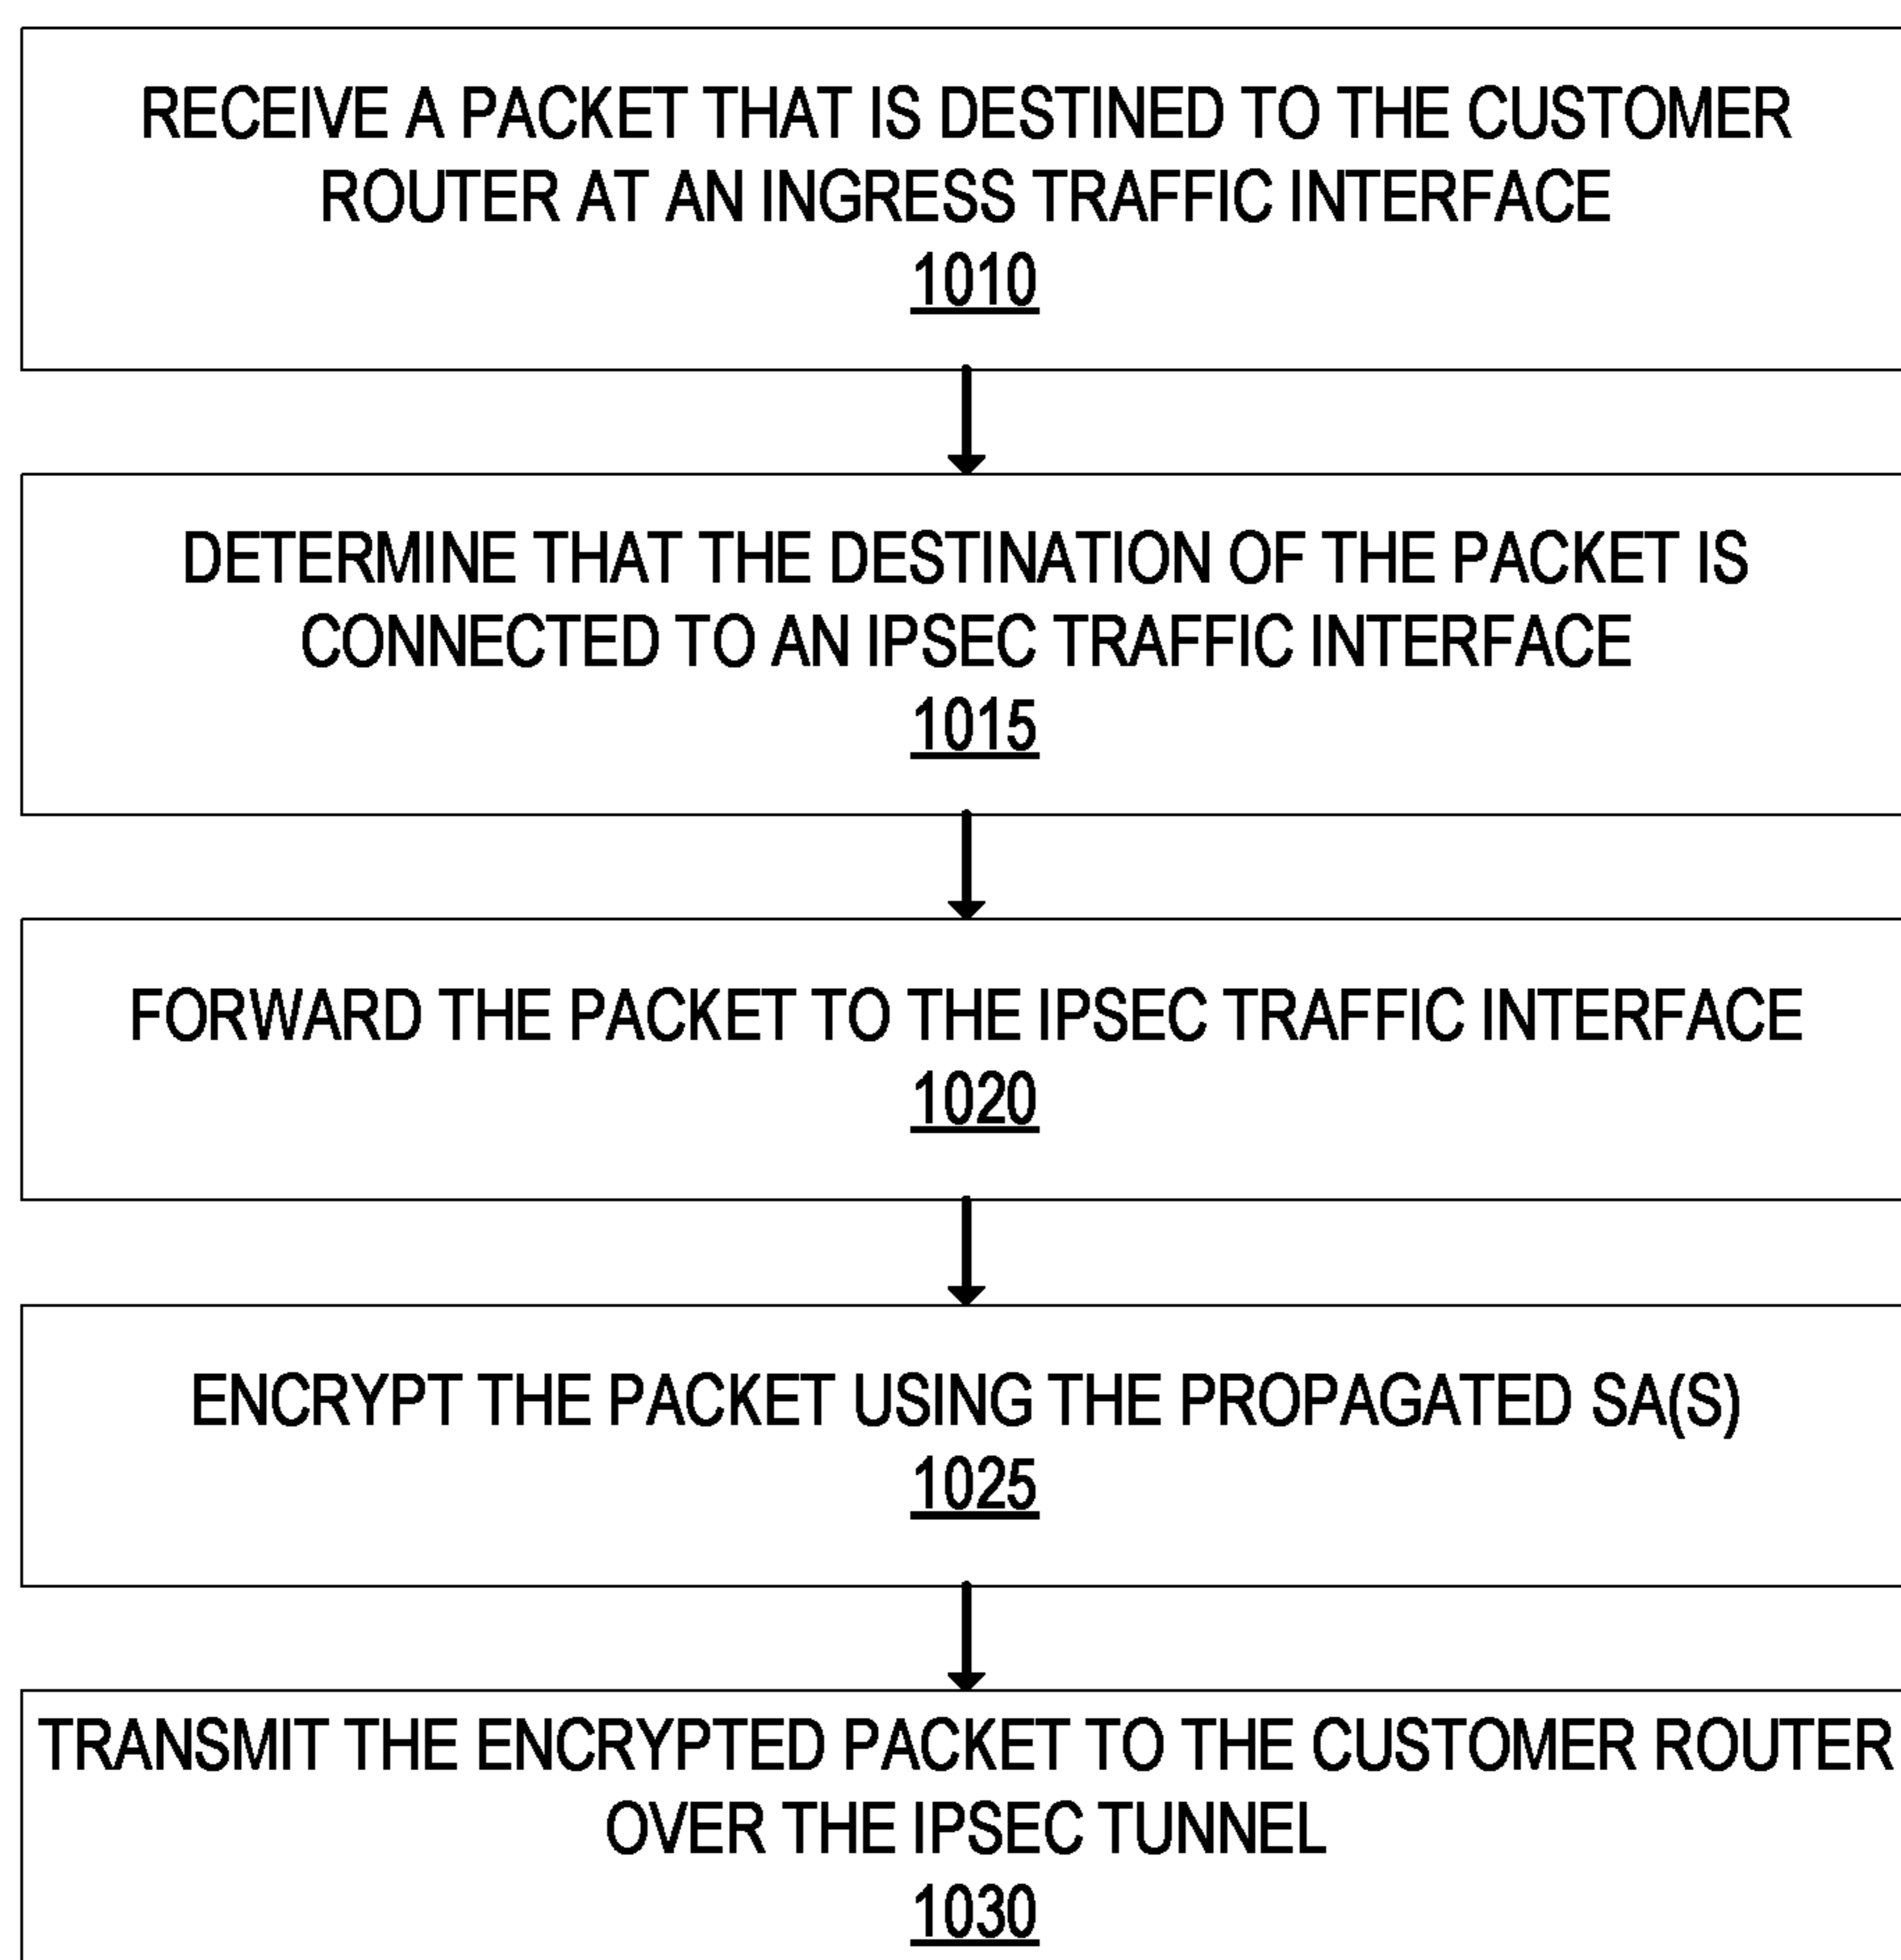 RECEIVE A PACKET THAT IS DESTINED TO THE CUSTOMER
ROUTER AT AN INGRESS TRAFFIC INTERFACE
1010
DETERMINE THAT THE DESTINATION OF THE PACKET IS
CONNECTED TO AN IPSEC TRAFFIC INTERFACE
1015
FORWARD THE PACKET TO THE IPSEC TRAFFIC INTERFACE
1020
ENCRYPT THE PACKET USING THE PROPAGATED SA(S)
1025
TRANSMIT THE ENCRYPTED PACKET TO THE CUSTOMER ROUTER
OVER THE IPSEC TUNNEL
1030